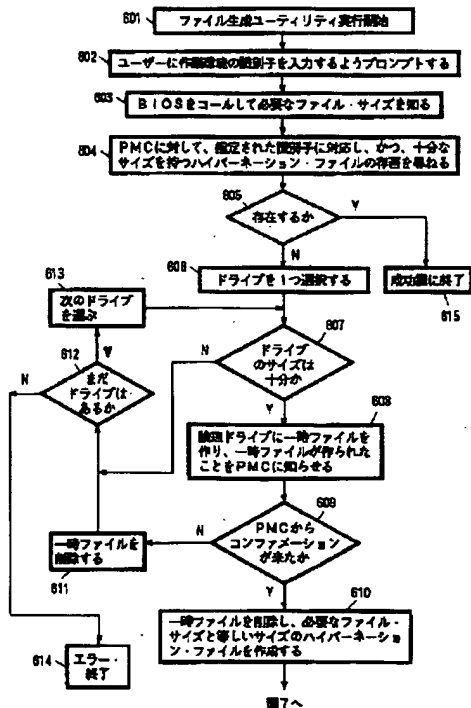 601
ファイル生成ユーティリティ実行開始
602
ユーザーに作業環境の識別子を入力するようプロンプトする
603
BIOSをコールして必要なファイル・サイズを知る
604
PMCに対して、指定された識別子に対応し、かつ、十分な
サイズを持つハイバーネーション・ファイルの存否を尋ねる
605
存在するか
Y
N
606
ドライブを1つ選択する
成功裡に終了
615
613
次のドライブ
を選ぶ
607
ドライブ
のサイズは
十分か
N
Y
612
まだ
ドライブは
あるか
N
Y
608
論理ドライブに一時ファイルを
作り、一時ファイルが作られた
ことをPMCに知らせる
609
PMCから
コンファメーション
が来たか
N
Y
一時ファイルを
削除する
611
610
一時ファイルを削除し、必要なファイル・
サイズと等しいサイズのハイバーネーショ
ン・ファイルを作成する
614
エラー・
終了
図7へ